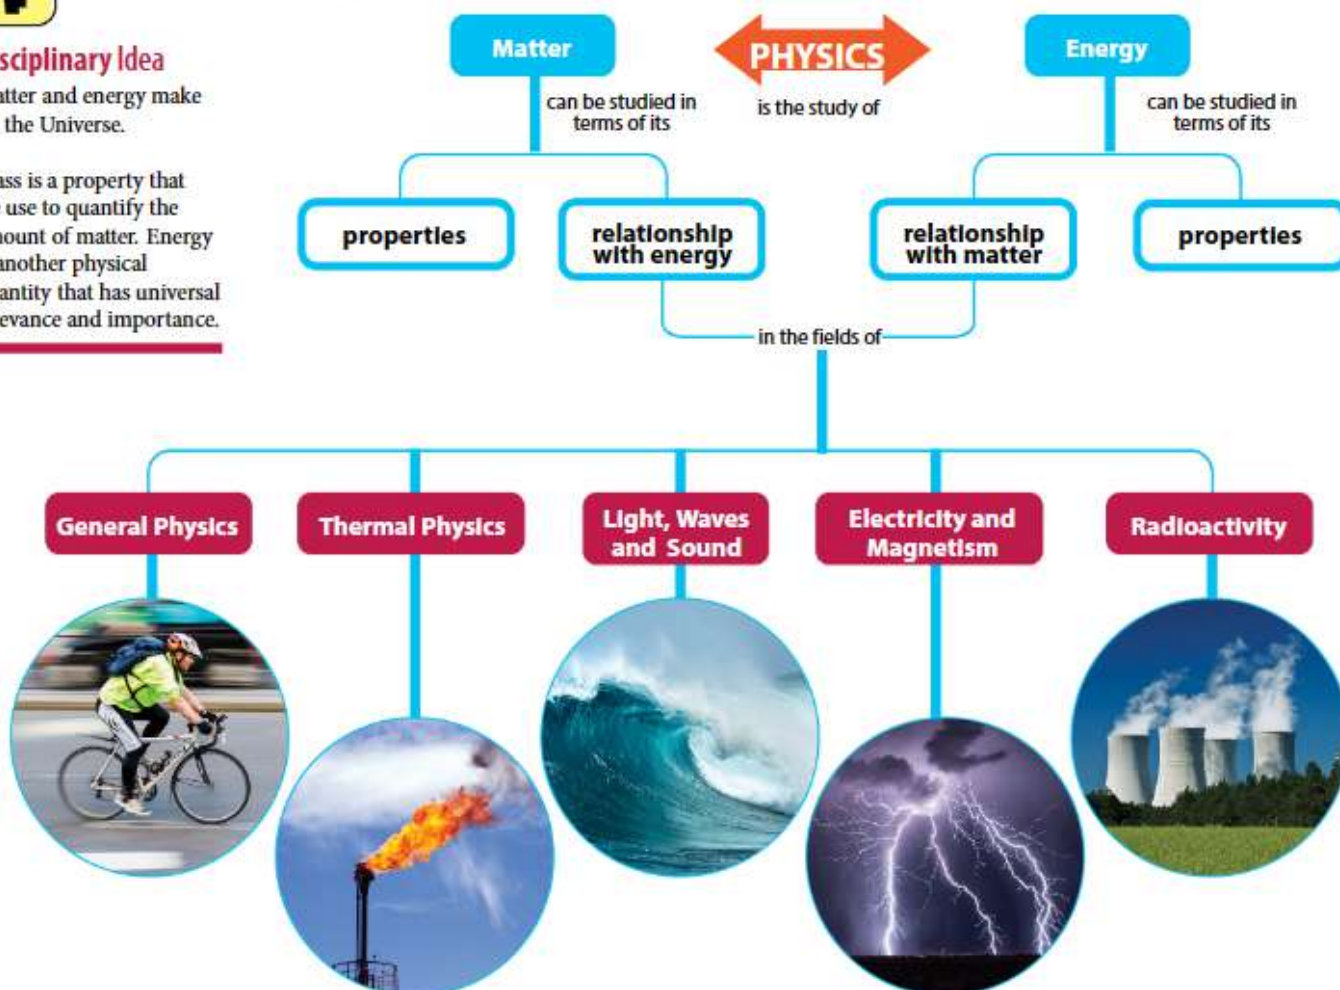 sciplinary Idea
atter and energy make
the Universe.
ass is a property that
use to quantify the
ount of matter. Energy
another physical
antity that has universal
evance and importance.
Matter
PHYSICS
Energy
can be studied in
terms of its
is the study of
can be studied in
terms of its
properties
relationship
with energy
relationship
with matter
properties
in the fields of
General Physics
Thermal Physics
Light, Waves
and Sound
Electricity and
Magnetism
Radioactivity